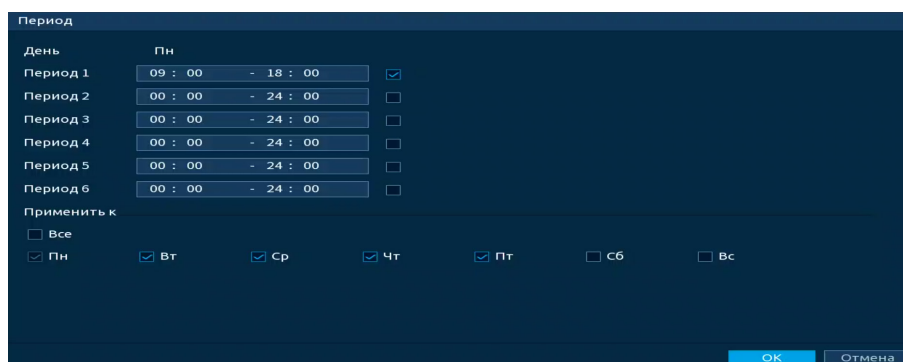 Период
День Пн
Период 1 09 : 00 - 18 : 00
Период 2 00 : 00 - 24 : 00
Период 3 00 : 00 - 24 : 00
Период 4 00 : 00 - 24 : 00
Период 5 00 : 00 - 24 : 00
Период 6 00 : 00 - 24 : 00
Применить к
Все
Пн Вт Ср Чт Пт Сб Вс
OK Отмена